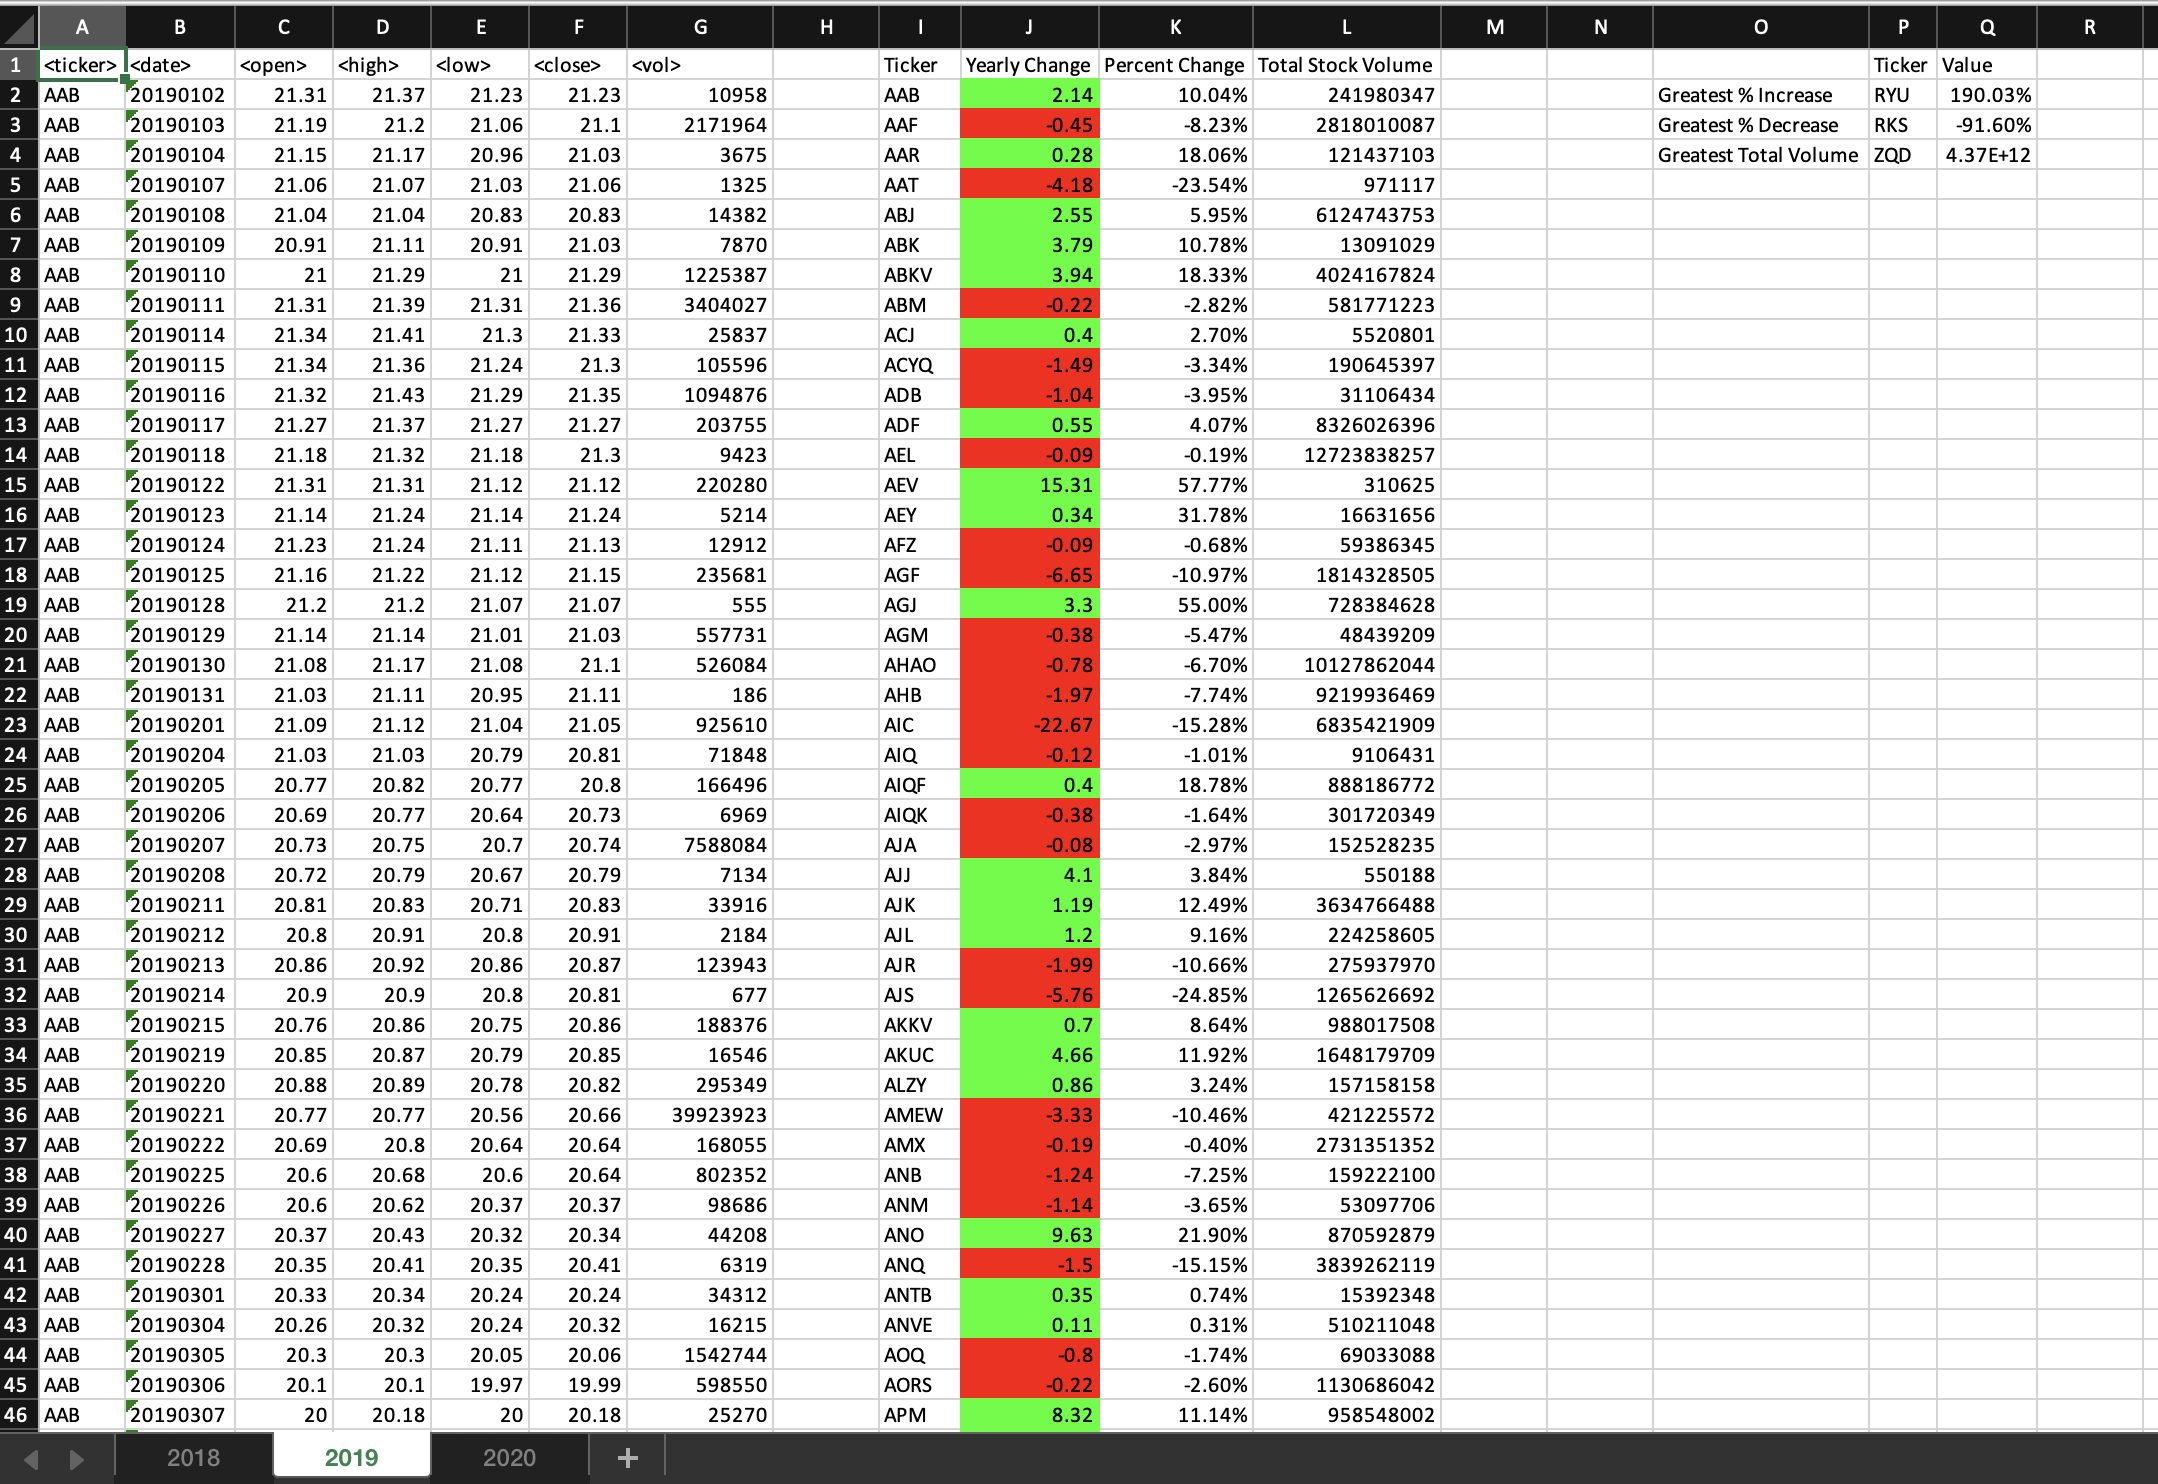 A B C D E F G H I J K L M N O P Q R
1 <ticker> <date> <open> <high> <low> <close> <vol> Ticker Yearly Change Percent Change Total Stock Volume Ticker Value
2 AAB 20190102 21.31 21.37 21.23 21.23 10958 AAB 2.14 10.04% 241980347 Greatest % Increase RYU 190.03%
3 AAB 20190103 21.19 21.2 21.06 21.1 2171964 AAF -0.45 -8.23% 2818010087 Greatest % Decrease RKS -91.60%
4 AAB 20190104 21.15 21.17 20.96 21.03 3675 AAR 0.28 18.06% 121437103 Greatest Total Volume ZQD 4.37E+12
5 AAB 20190107 21.06 21.07 21.03 21.06 1325 AAT -4.18 -23.54% 971117
6 AAB 20190108 21.04 21.04 20.83 20.83 14382 ABJ 2.55 5.95% 6124743753
7 AAB 20190109 20.91 21.11 20.91 21.03 7870 ABK 3.79 10.78% 13091029
8 AAB 20190110 21 21.29 21 21.29 1225387 ABKV 3.94 18.33% 4024167824
9 AAB 20190111 21.31 21.39 21.31 21.36 3404027 ABM -0.22 -2.82% 581771223
10 AAB 20190114 21.34 21.41 21.3 21.33 25837 ACJ 0.4 2.70% 5520801
11 AAB 20190115 21.34 21.36 21.24 21.3 105596 ACYQ -1.49 -3.34% 190645397
12 AAB 20190116 21.32 21.43 21.29 21.35 1094876 ADB -1.04 -3.95% 31106434
13 AAB 20190117 21.27 21.37 21.27 21.27 203755 ADF 0.55 4.07% 8326026396
14 AAB 20190118 21.18 21.32 21.18 21.3 9423 AEL -0.09 -0.19% 12723838257
15 AAB 20190122 21.31 21.31 21.12 21.12 220280 AEV 15.31 57.77% 310625
16 AAB 20190123 21.14 21.24 21.14 21.24 5214 AEY 0.34 31.78% 16631656
17 AAB 20190124 21.23 21.24 21.11 21.13 12912 AFZ -0.09 -0.68% 59386345
18 AAB 20190125 21.16 21.22 21.12 21.15 235681 AGF -6.65 -10.97% 1814328505
19 AAB 20190128 21.2 21.2 21.07 21.07 555 AGJ 3.3 55.00% 728384628
20 AAB 20190129 21.14 21.14 21.01 21.03 557731 AGM -0.38 -5.47% 48439209
21 AAB 20190130 21.08 21.17 21.08 21.1 526084 AHAO -0.78 -6.70% 10127862044
22 AAB 20190131 21.03 21.11 20.95 21.11 186 AHB -1.97 -7.74% 9219936469
23 AAB 20190201 21.09 21.12 21.04 21.05 925610 AIC -22.67 -15.28% 6835421909
24 AAB 20190204 21.03 21.03 20.79 20.81 71848 AIQ -0.12 -1.01% 9106431
25 AAB 20190205 20.77 20.82 20.77 20.8 166496 AIQF 0.4 18.78% 888186772
26 AAB 20190206 20.69 20.77 20.64 20.73 6969 AIQK -0.38 -1.64% 301720349
27 AAB 20190207 20.73 20.75 20.7 20.74 7588084 AJA -0.08 -2.97% 152528235
28 AAB 20190208 20.72 20.79 20.67 20.79 7134 AJJ 4.1 3.84% 550188
29 AAB 20190211 20.81 20.83 20.71 20.83 33916 AJK 1.19 12.49% 3634766488
30 AAB 20190212 20.8 20.91 20.8 20.91 2184 AJL 1.2 9.16% 224258605
31 AAB 20190213 20.86 20.92 20.86 20.87 123943 AJR -1.99 -10.66% 275937970
32 AAB 20190214 20.9 20.9 20.8 20.81 677 AJS -5.76 -24.85% 1265626692
33 AAB 20190215 20.76 20.86 20.75 20.86 188376 AKKV 0.7 8.64% 988017508
34 AAB 20190219 20.85 20.87 20.79 20.85 16546 AKUC 4.66 11.92% 1648179709
35 AAB 20190220 20.88 20.89 20.78 20.82 295349 ALZY 0.86 3.24% 157158158
36 AAB 20190221 20.77 20.77 20.56 20.66 39923923 AMEW -3.33 -10.46% 421225572
37 AAB 20190222 20.69 20.8 20.64 20.64 168055 AMX -0.19 -0.40% 2731351352
38 AAB 20190225 20.6 20.68 20.6 20.64 802352 ANB -1.24 -7.25% 159222100
39 AAB 20190226 20.6 20.62 20.37 20.37 98686 ANM -1.14 -3.65% 53097706
40 AAB 20190227 20.37 20.43 20.32 20.34 44208 ANO 9.63 21.90% 870592879
41 AAB 20190228 20.35 20.41 20.35 20.41 6319 ANQ -1.5 -15.15% 3839262119
42 AAB 20190301 20.33 20.34 20.24 20.24 34312 ANTB 0.35 0.74% 15392348
43 AAB 20190304 20.26 20.32 20.24 20.32 16215 ANVE 0.11 0.31% 510211048
44 AAB 20190305 20.3 20.3 20.05 20.06 1542744 AOQ -0.8 -1.74% 69033088
45 AAB 20190306 20.1 20.1 19.97 19.99 598550 AORS -0.22 -2.60% 1130686042
46 AAB 20190307 20 20.18 20 20.18 25270 APM 8.32 11.14% 958548002
2018 2019 2020 +